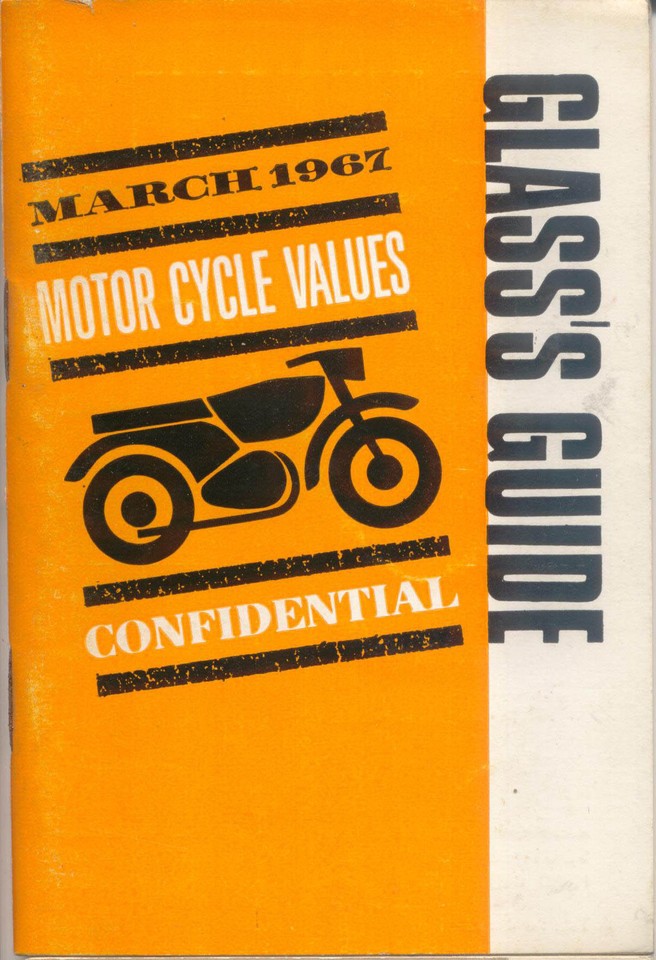 MARCH 1967
MOTOR CYCLE VALUES
CONFIDENTIAL
GLASS'S GUIDE